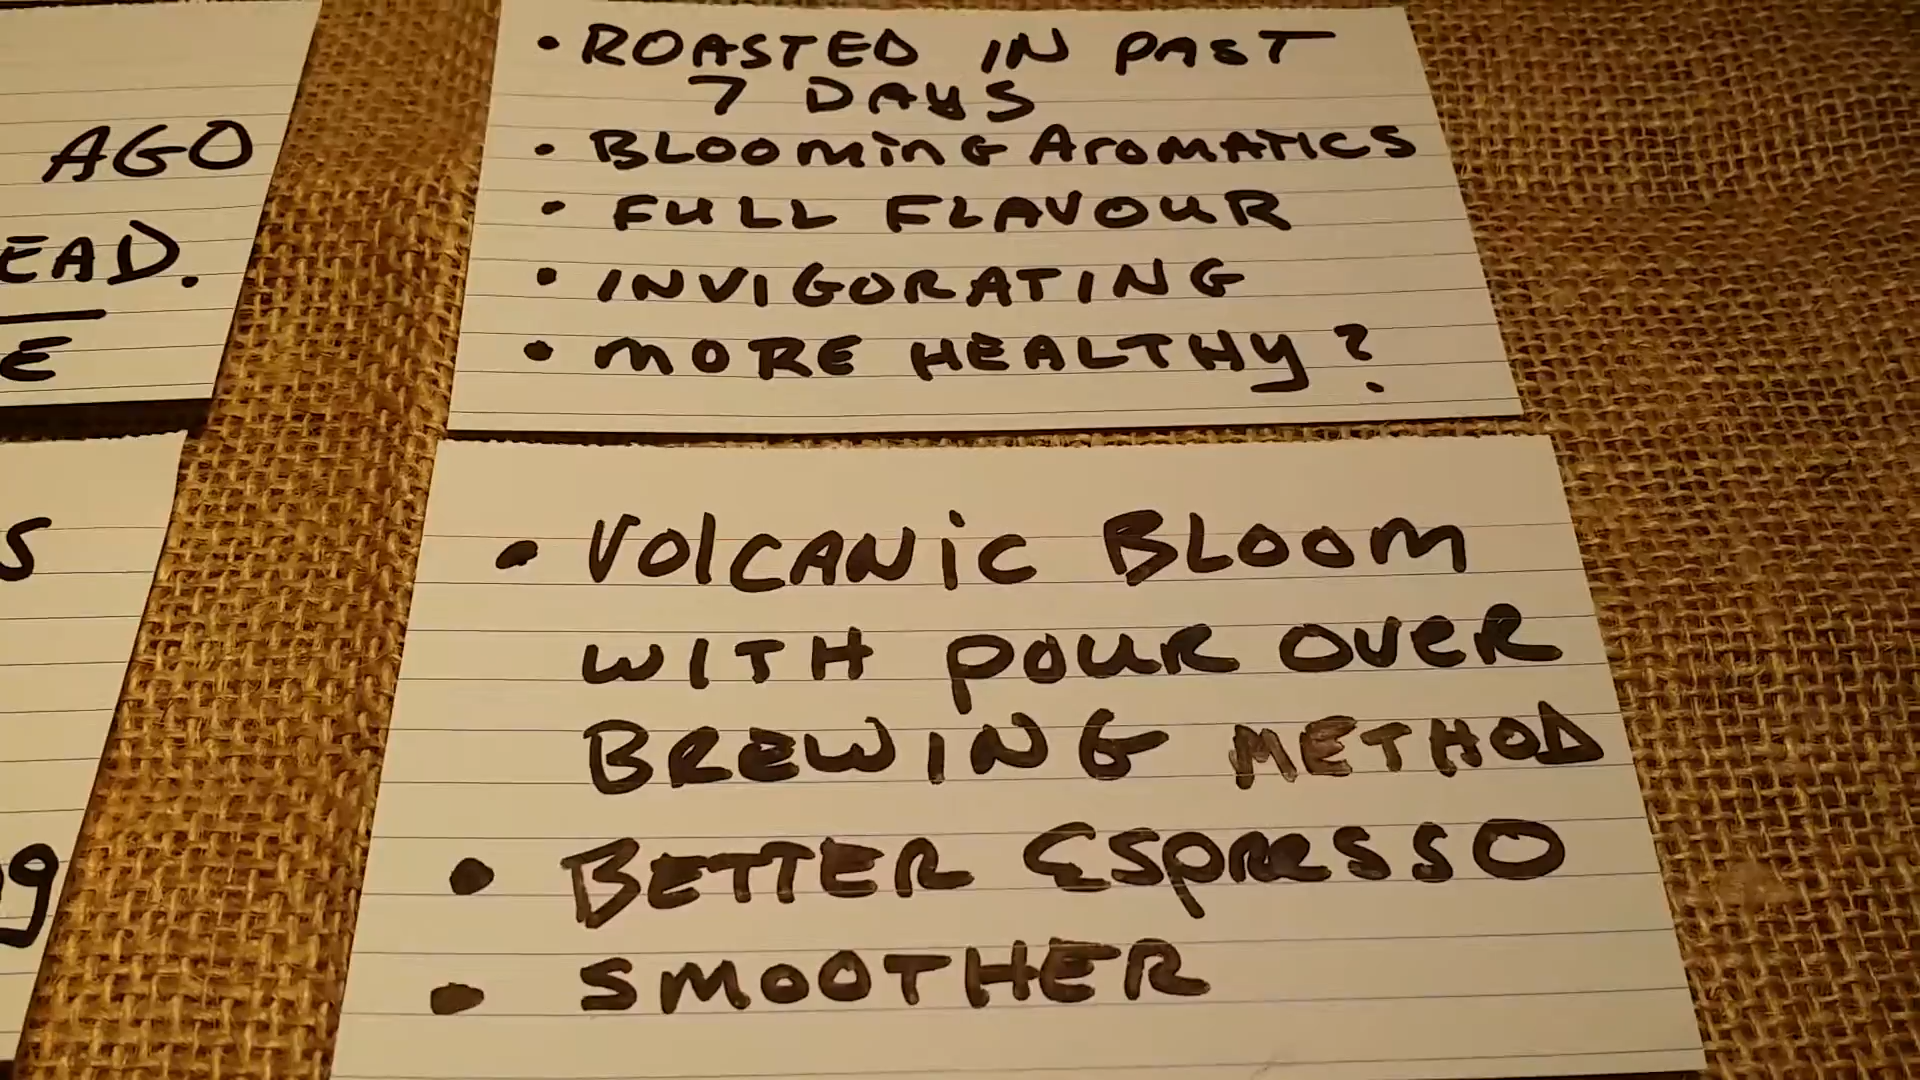 AGO
EAD.
E
S
g
• ROASTED IN PAST
7 DAYS
• BLOOMiNG AROMATICS
• FULL FLAVOUR
• INVIGORATING
• MORE HEALTHY?
• VOLCANiC BLOOM
WITH POUR OVER
BREWING METHOD
• BETTER ESPRESSO
• SMOOTHER